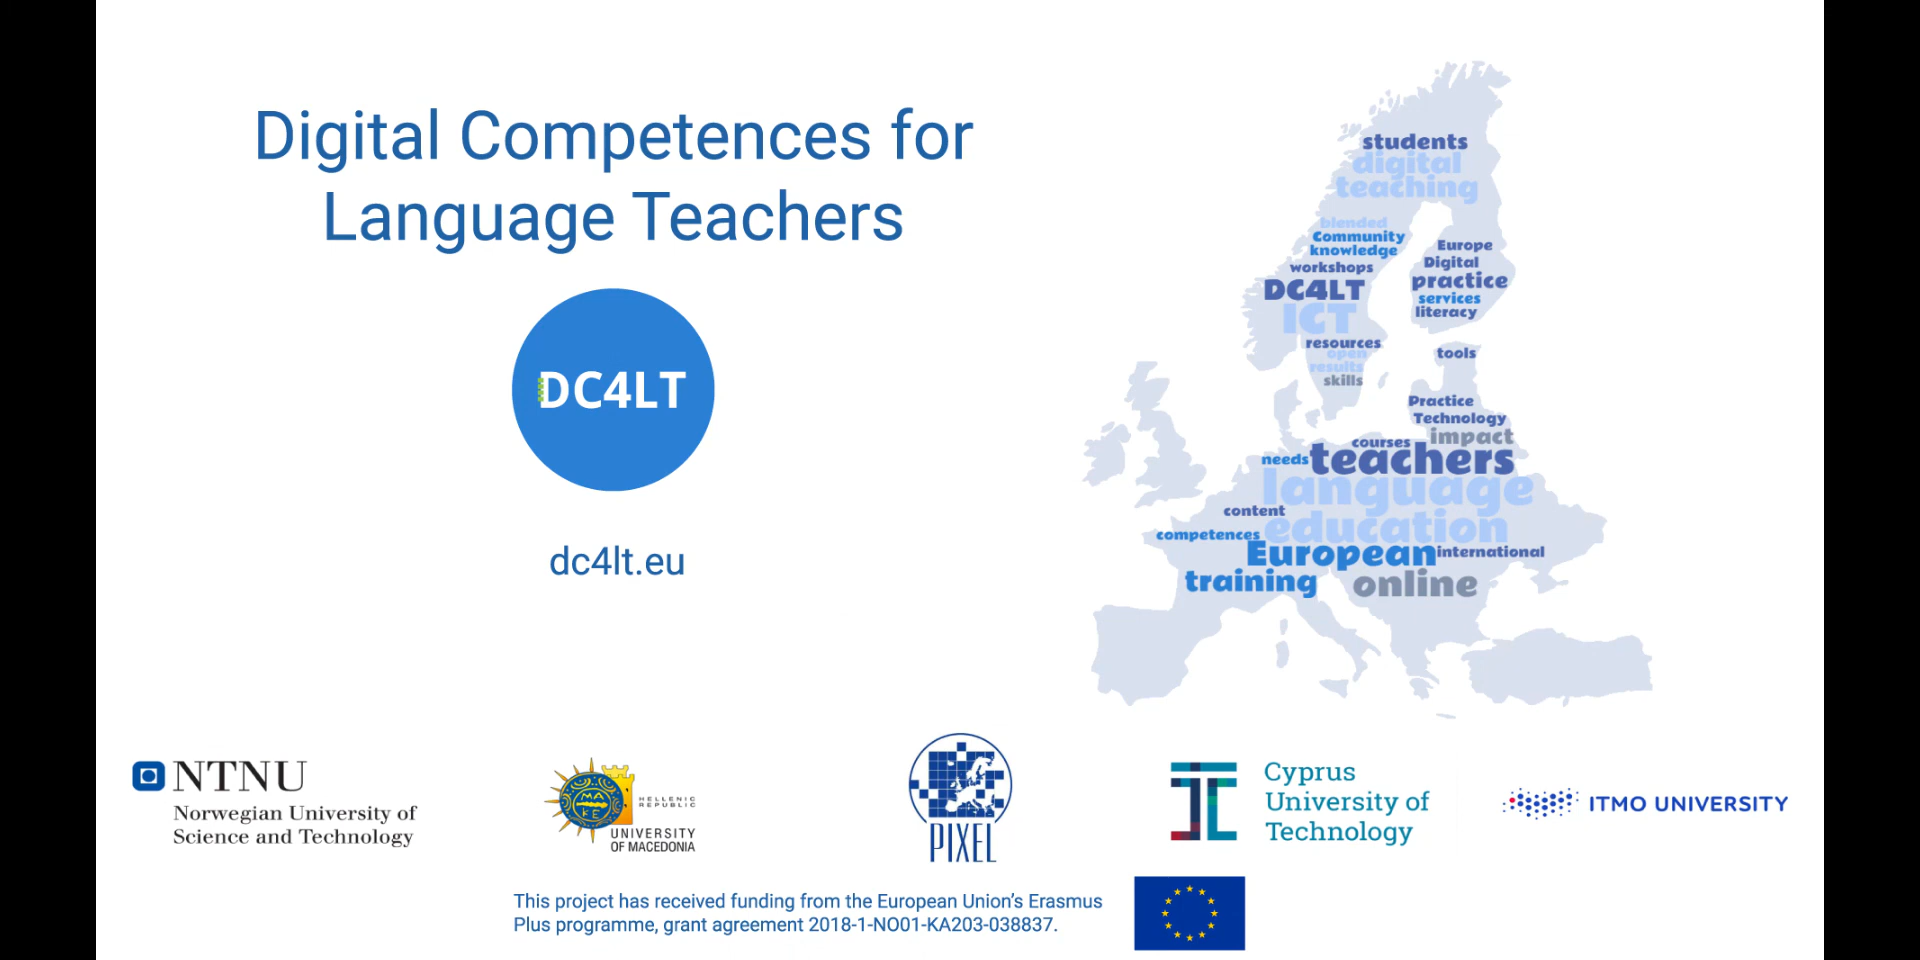 Digital Competences for
Language Teachers
DC4LT
dc4lt.eu
students
digital
teaching
blended
Community
knowledge
workshops
DC4LT
ICT
resources
open
results
skills
Europe
Digital
practice
services
literacy
tools
Practice
Technology
impact
courses
needs
teachers
language
content
education
competences
European
international
training
online
NTNU
Norwegian University of
Science and Technology
MA
KE
HELLENIC
REPUBLIC
UNIVERSITY
OF MACEDONIA
PIXEL
Cyprus
University of
Technology
ITMO UNIVERSITY
This project has received funding from the European Union's Erasmus
Plus programme, grant agreement 2018-1-NO01-KA203-038837.